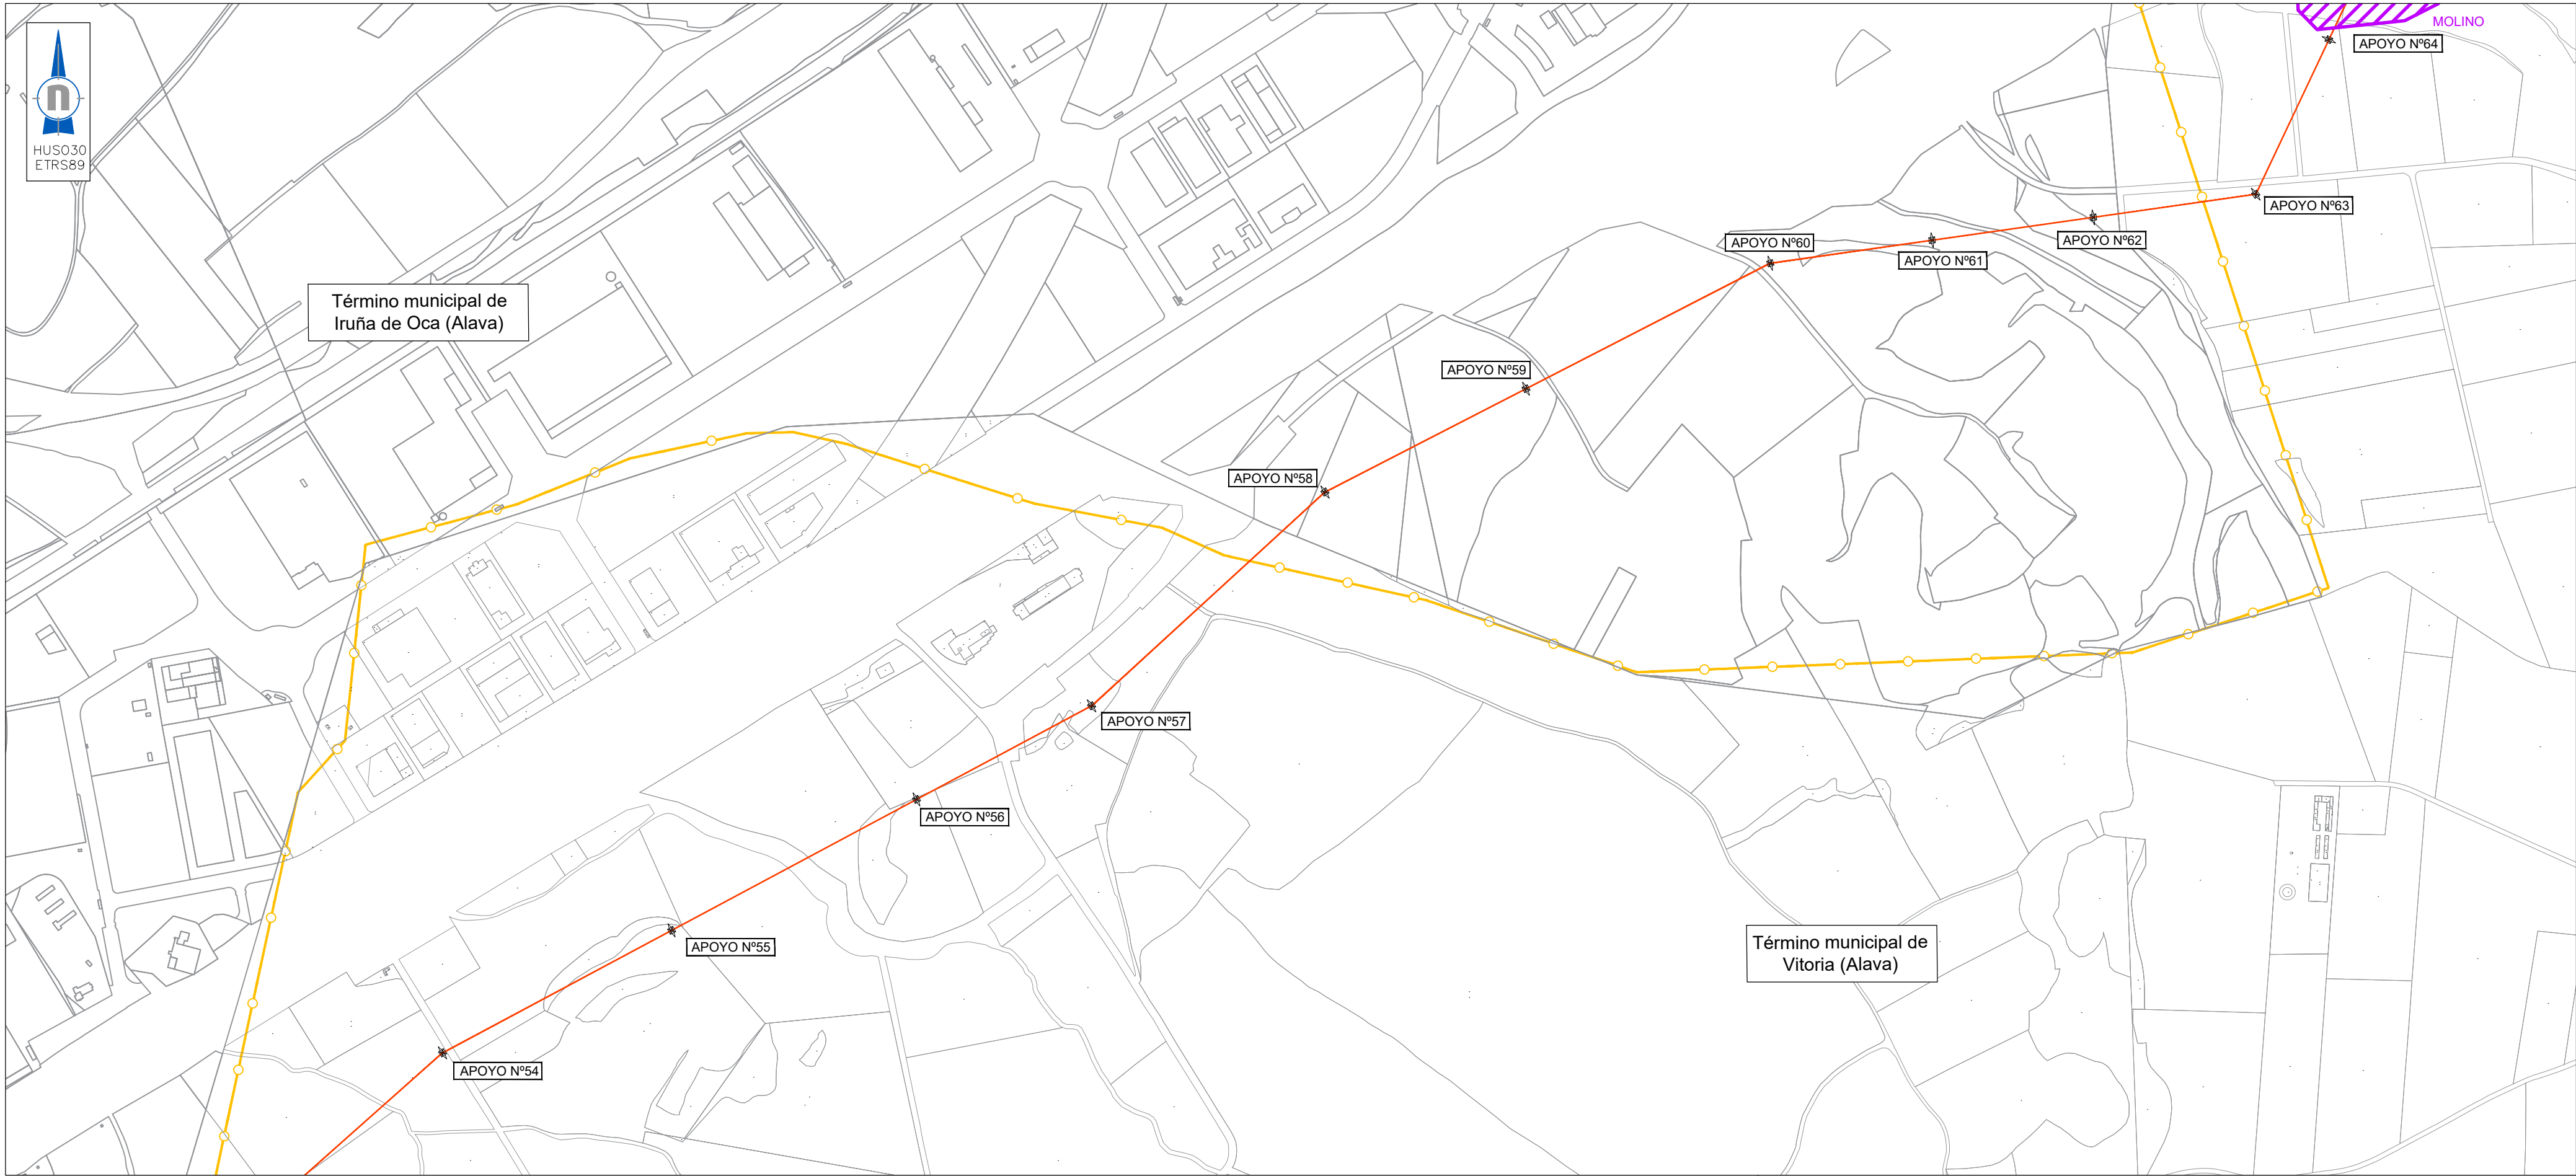 MOLINO
APOYO Nº64
n
HUSO30
ETRS89
APOYO Nº63
APOYO Nº62
APOYO Nº60
APOYO Nº61
Término municipal de
Iruña de Oca (Alava)
APOYO Nº59
APOYO Nº58
APOYO Nº57
APOYO Nº56
APOYO Nº55
Término municipal de
Vitoria (Alava)
APOYO Nº54